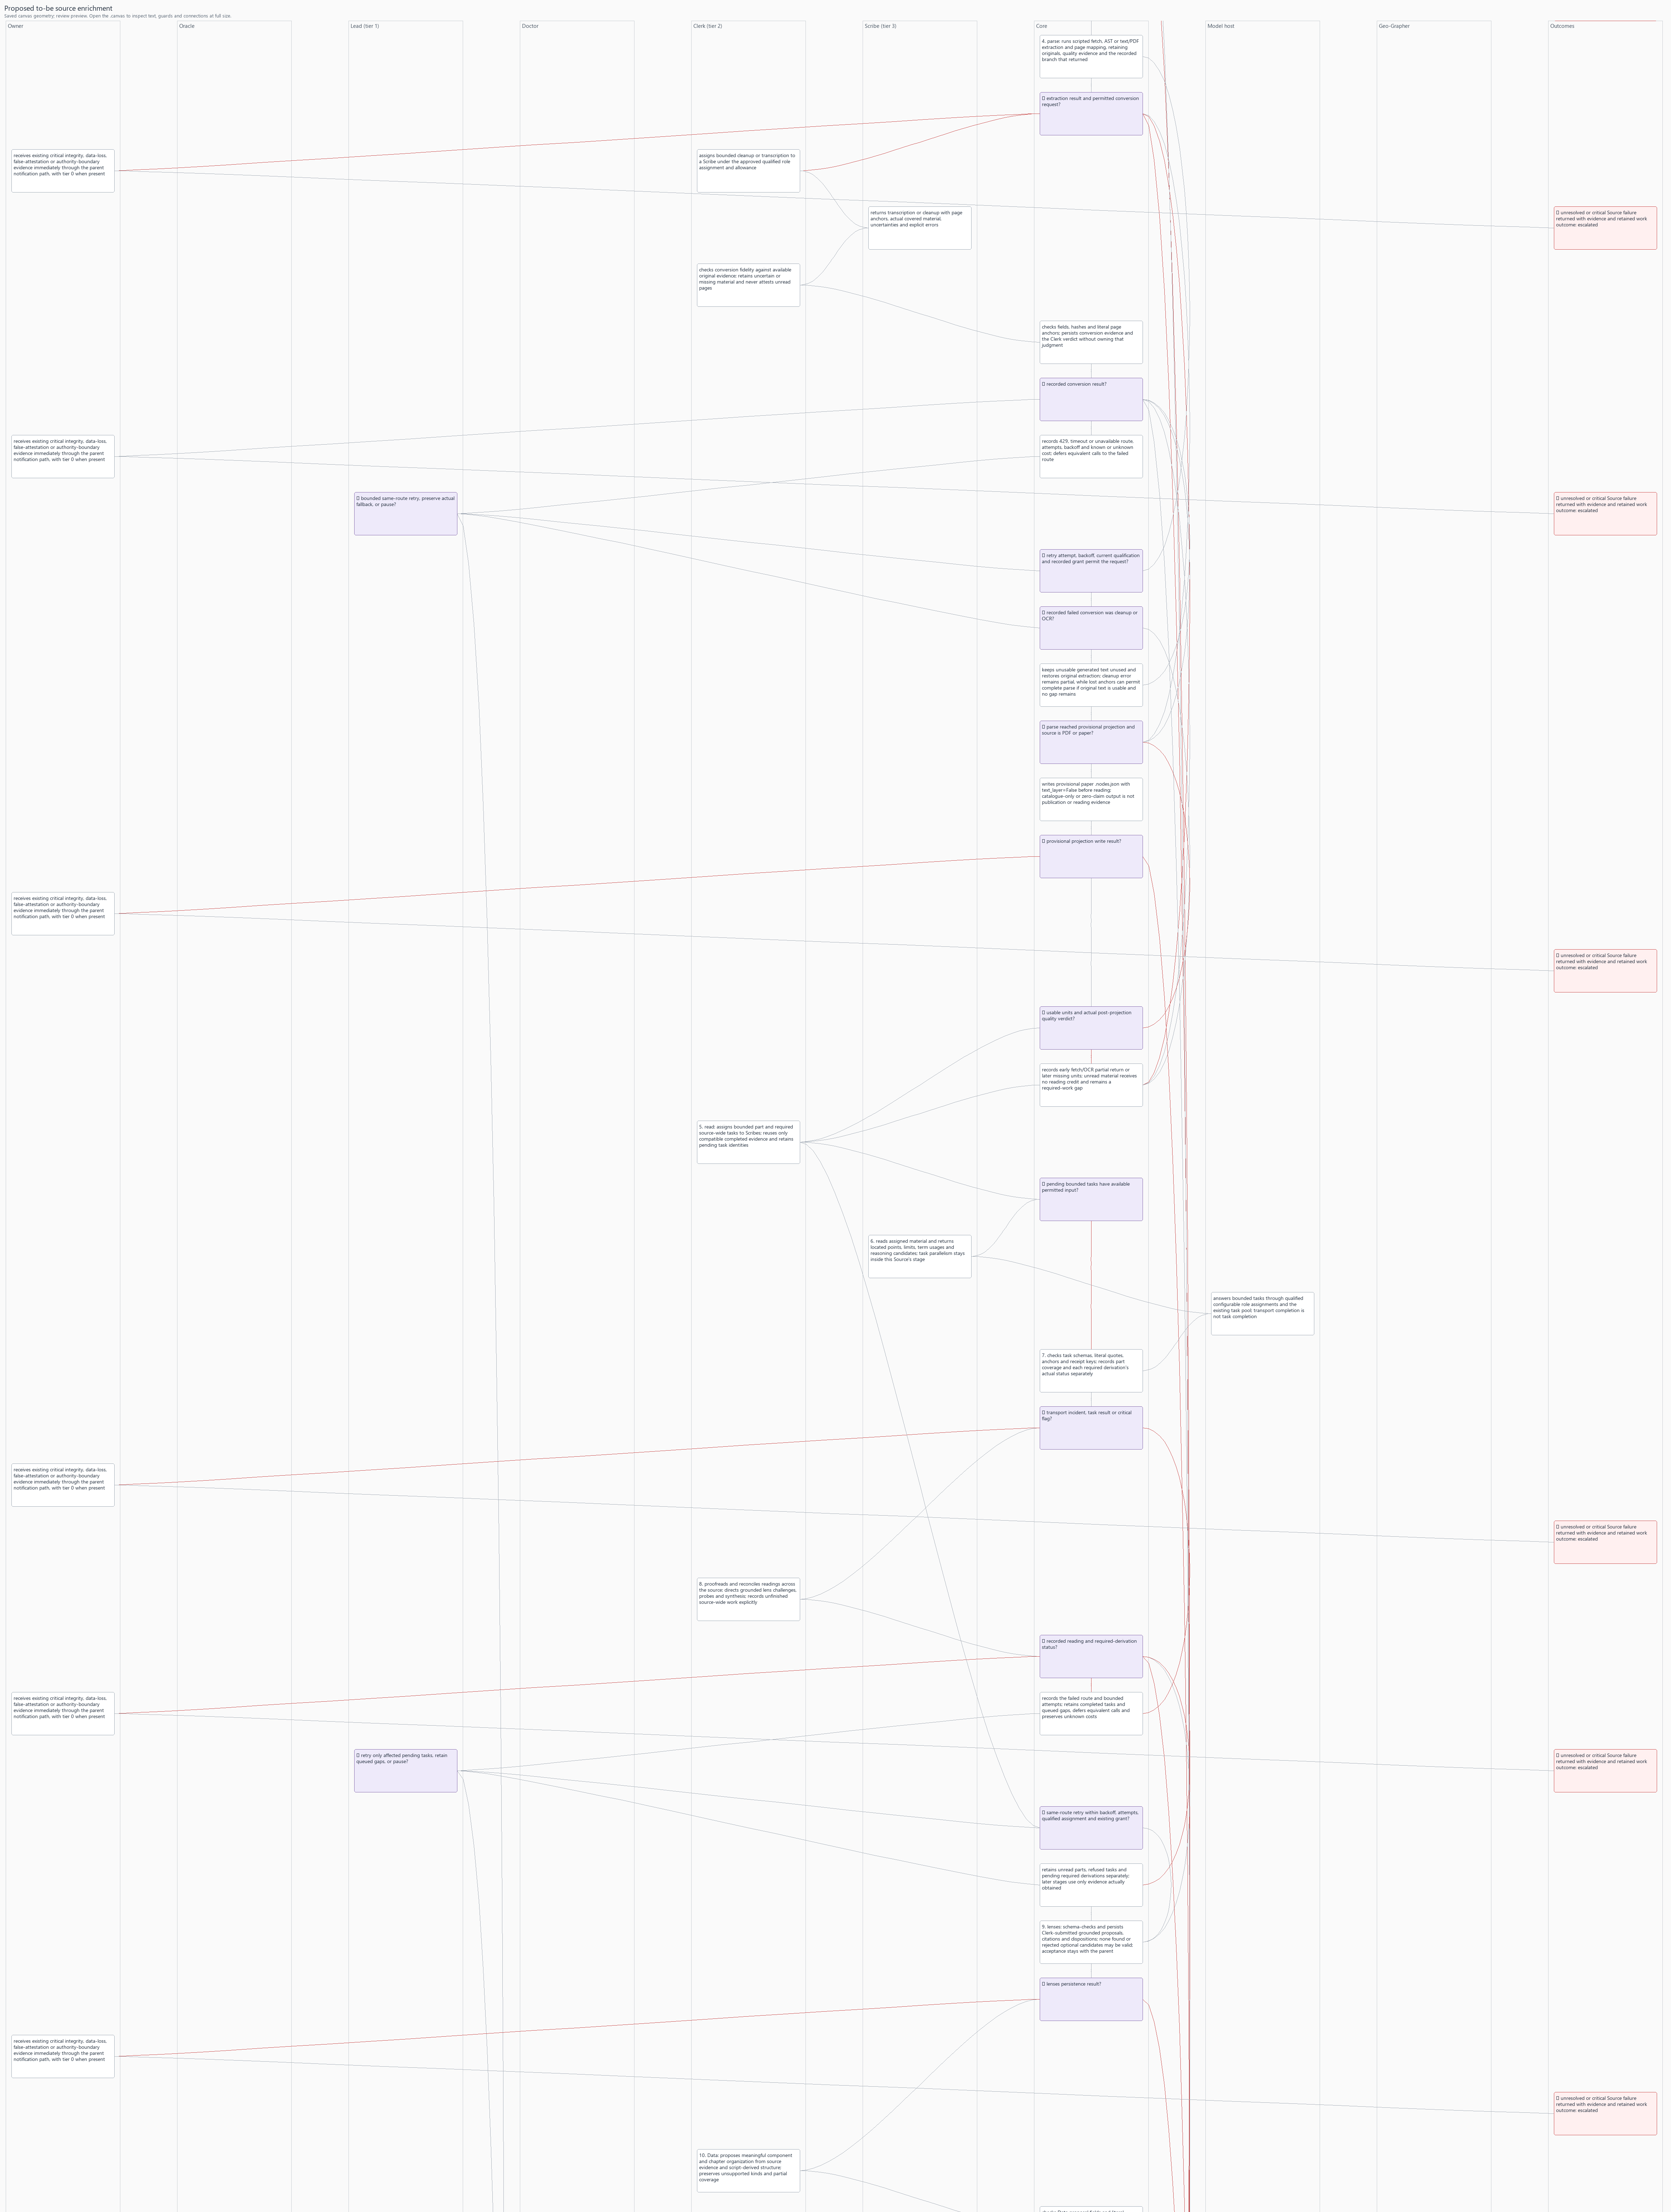 Proposed to-be source enrichment
Saved canvas geometry; review preview. Open the .canvas to inspect text, guards and connections at full size.
Owner
Oracle
Lead (tier 1)
Doctor
Clerk (tier 2)
Scribe (tier 3)
Core
Model host
Geo-Grapher
Outcomes
4. parse: runs scripted fetch, AST or text/PDF
extraction and page mapping, retaining
originals, quality evidence and the recorded
branch that returned
extraction result and permitted conversion
request?
receives existing critical integrity, data-loss,
false-attestation or authority-boundary
evidence immediately through the parent
notification path, with tier 0 when present
assigns bounded cleanup or transcription to
a Scribe under the approved qualified role
assignment and allowance
returns transcription or cleanup with page
anchors, actual covered material,
uncertainties and explicit errors
unresolved or critical Source failure
returned with evidence and retained work
outcome: escalated
checks conversion fidelity against available
original evidence; retains uncertain or
missing material and never attests unread
pages
checks fields, hashes and literal page
anchors; persists conversion evidence and
the Clerk verdict without owning that
judgment
recorded conversion result?
receives existing critical integrity, data-loss,
false-attestation or authority-boundary
evidence immediately through the parent
notification path, with tier 0 when present
records 429, timeout or unavailable route,
attempts, backoff and known or unknown
cost; defers equivalent calls to the failed
route
bounded same-route retry, preserve actual
fallback, or pause?
unresolved or critical Source failure
returned with evidence and retained work
outcome: escalated
retry attempt, backoff, current qualification
and recorded grant permit the request?
recorded failed conversion was cleanup or
OCR?
keeps unusable generated text unused and
restores original extraction; cleanup error
remains partial, while lost anchors can permit
complete parse if original text is usable and
no gap remains
parse reached provisional projection and
source is PDF or paper?
writes provisional paper .nodes.json with
text_layer=False before reading;
catalogue-only or zero-claim output is not
publication or reading evidence
provisional projection write result?
receives existing critical integrity, data-loss,
false-attestation or authority-boundary
evidence immediately through the parent
notification path, with tier 0 when present
unresolved or critical Source failure
returned with evidence and retained work
outcome: escalated
usable units and actual post-projection
quality verdict?
records early fetch/OCR partial return or
later missing units; unread material receives
no reading credit and remains a
required-work gap
5. read: assigns bounded part and required
source-wide tasks to Scribes; reuses only
compatible completed evidence and retains
pending task identities
pending bounded tasks have available
permitted input?
6. reads assigned material and returns
located points, limits, term usages and
reasoning candidates; task parallelism stays
inside this Source's stage
answers bounded tasks through qualified
configurable role assignments and the
existing task pool; transport completion is
not task completion
7. checks task schemas, literal quotes,
anchors and receipt keys; records part
coverage and each required derivation's
actual status separately
transport incident, task result or critical
flag?
receives existing critical integrity, data-loss,
false-attestation or authority-boundary
evidence immediately through the parent
notification path, with tier 0 when present
unresolved or critical Source failure
returned with evidence and retained work
outcome: escalated
8. proofreads and reconciles readings across
the source; directs grounded lens challenges,
probes and synthesis; records unfinished
source-wide work explicitly
recorded reading and required-derivation
status?
receives existing critical integrity, data-loss,
false-attestation or authority-boundary
evidence immediately through the parent
notification path, with tier 0 when present
records the failed route and bounded
attempts; retains completed tasks and
queued gaps, defers equivalent calls and
preserves unknown costs
retry only affected pending tasks, retain
queued gaps, or pause?
unresolved or critical Source failure
returned with evidence and retained work
outcome: escalated
same-route retry within backoff, attempts,
qualified assignment and existing grant?
retains unread parts, refused tasks and
pending required derivations separately;
later stages use only evidence actually
obtained
9. lenses: schema-checks and persists
Clerk-submitted grounded proposals,
citations and dispositions; none found or
rejected optional candidates may be valid;
acceptance stays with the parent
lenses persistence result?
receives existing critical integrity, data-loss,
false-attestation or authority-boundary
evidence immediately through the parent
notification path, with tier 0 when present
unresolved or critical Source failure
returned with evidence and retained work
outcome: escalated
10. Data: proposes meaningful component
and chapter organization from source
evidence and script-derived structure;
preserves unsupported kinds and partial
coverage